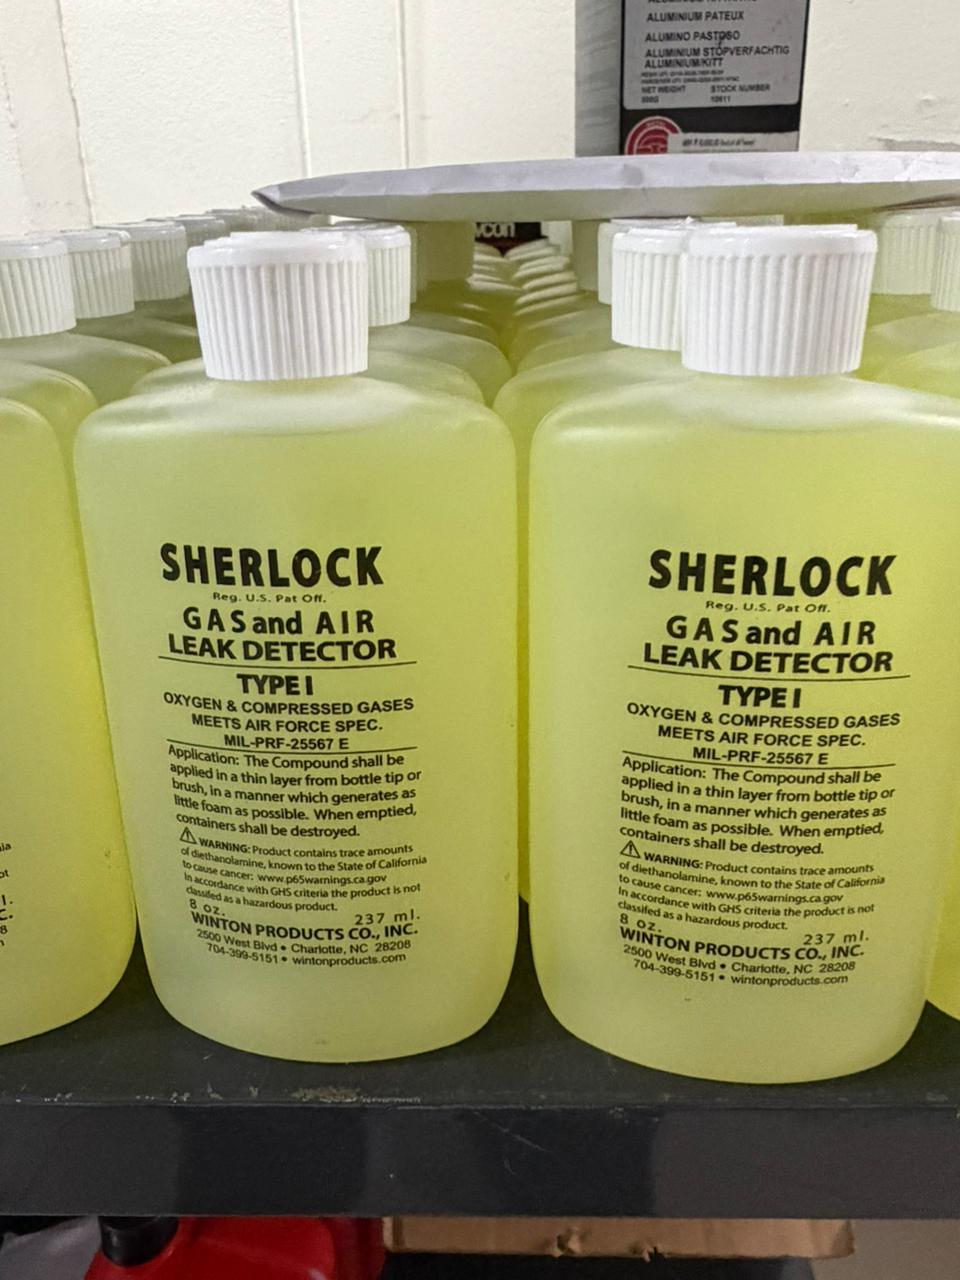 ALUMINIUM PATEUX
ALUMINO PASTOSO
ALUMINIUM STOPVERFACHTIG
ALUMINIUM/KITT
NET WEIGHT STOCK NUMBER
500G 10611
SHERLOCK
Reg. U.S. Pat Off.
GAS and AIR
LEAK DETECTOR
TYPE I
OXYGEN & COMPRESSED GASES
MEETS AIR FORCE SPEC.
MIL-PRF-25567 E
Application: The Compound shall be
applied in a thin layer from bottle tip or
brush, in a manner which generates as
little foam as possible. When emptied,
containers shall be destroyed.
WARNING: Product contains trace amounts
of diethanolamine, known to the State of California
to cause cancer: www.p65warnings.ca.gov
In accordance with GHS criteria the product is not
classifed as a hazardous product.
8 oz. 237 ml.
WINTON PRODUCTS CO., INC.
2500 West Blvd • Charlotte, NC 28208
704-399-5151 • wintonproducts.com
SHERLOCK
Reg. U.S. Pat Off.
GAS and AIR
LEAK DETECTOR
TYPE I
OXYGEN & COMPRESSED GASES
MEETS AIR FORCE SPEC.
MIL-PRF-25567 E
Application: The Compound shall be
applied in a thin layer from bottle tip or
brush, in a manner which generates as
little foam as possible. When emptied,
containers shall be destroyed.
WARNING: Product contains trace amounts
of diethanolamine, known to the State of California
to cause cancer: www.p65warnings.ca.gov
In accordance with GHS criteria the product is not
classifed as a hazardous product.
8 oz. 237 ml.
WINTON PRODUCTS CO., INC.
2500 West Blvd • Charlotte, NC 28208
704-399-5151 • wintonproducts.com